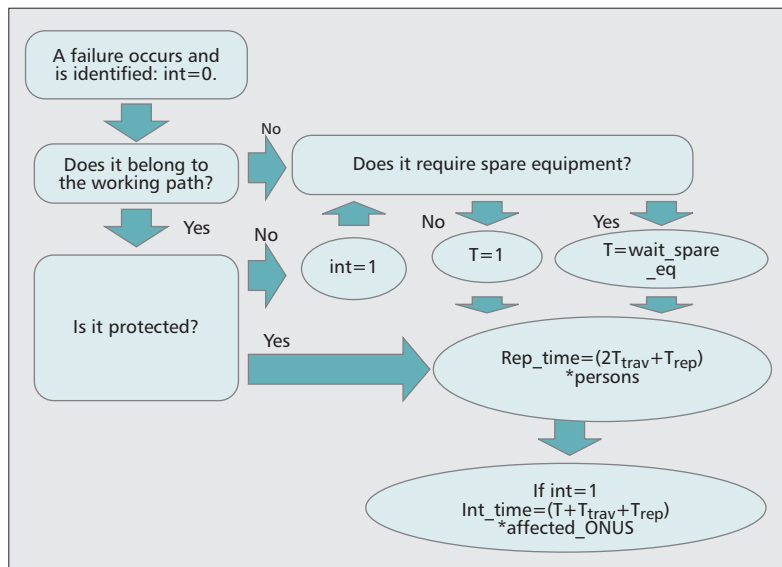 A failure occurs and
is identified: int=0.
No
Does it belong to
the working path?
Does it require spare equipment?
Yes
No
No
Yes
int=1
T=1
T=wait_spare
_eq
Is it protected?
Yes
Rep_time=(2Ttrav+Trep)
*persons
If int=1
Int_time=(T+Ttrav+Trep)
*affected_ONUS